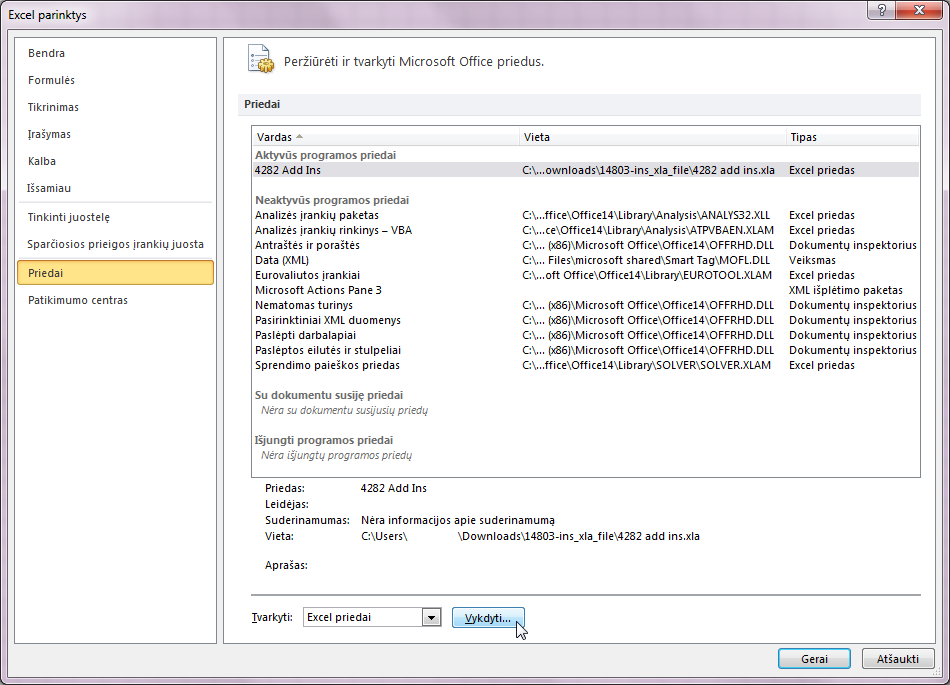 Excel parinktys
Bendra
Formulės
Tikrinimas
Įrašymas
Kalba
Išsamiau
Tinkinti juostelę
Sparčiosios prieigos įrankių juosta
Priedai
Patikimumo centras
Peržiūrėti ir tvarkyti Microsoft Office priedus.
Priedai
Vardas Vieta Tipas
Aktyvūs programos priedai
4282 Add Ins C:\...ownloads\14803-ins_xla_file\4282 add ins.xla Excel priedas
Neaktyvūs programos priedai
Analizės įrankių paketas C:\...ffice\Office14\Library\Analysis\ANALYS32.XLL Excel priedas
Analizės įrankių rinkinys – VBA C:\...ce\Office14\Library\Analysis\ATPVBAEN.XLAM Excel priedas
Antraštės ir poraštės C:\... (x86)\Microsoft Office\Office14\OFFRHD.DLL Dokumentų inspektorius
Data (XML) C:\... Files\microsoft shared\Smart Tag\MOFL.DLL Veiksmas
Eurovaliutos įrankiai C:\...oft Office\Office14\Library\EUROTOOL.XLAM Excel priedas
Microsoft Actions Pane 3 XML išplėtimo paketas
Nematomas turinys C:\... (x86)\Microsoft Office\Office14\OFFRHD.DLL Dokumentų inspektorius
Pasirinktiniai XML duomenys C:\... (x86)\Microsoft Office\Office14\OFFRHD.DLL Dokumentų inspektorius
Paslėpti darbalapiai C:\... (x86)\Microsoft Office\Office14\OFFRHD.DLL Dokumentų inspektorius
Paslėptos eilutės ir stulpeliai C:\... (x86)\Microsoft Office\Office14\OFFRHD.DLL Dokumentų inspektorius
Sprendimo paieškos priedas C:\...ffice\Office14\Library\SOLVER\SOLVER.XLAM Excel priedas
Su dokumentu susiję priedai
Nėra su dokumentu susijusių priedų
Išjungti programos priedai
Nėra išjungtų programos priedų
Priedas: 4282 Add Ins
Leidėjas:
Suderinamumas: Nėra informacijos apie suderinamumą
Vieta: C:\Users\ \Downloads\14803-ins_xla_file\4282 add ins.xla
Aprašas:
Tvarkyti: Excel priedai Vykdyti...
Gerai Atšaukti